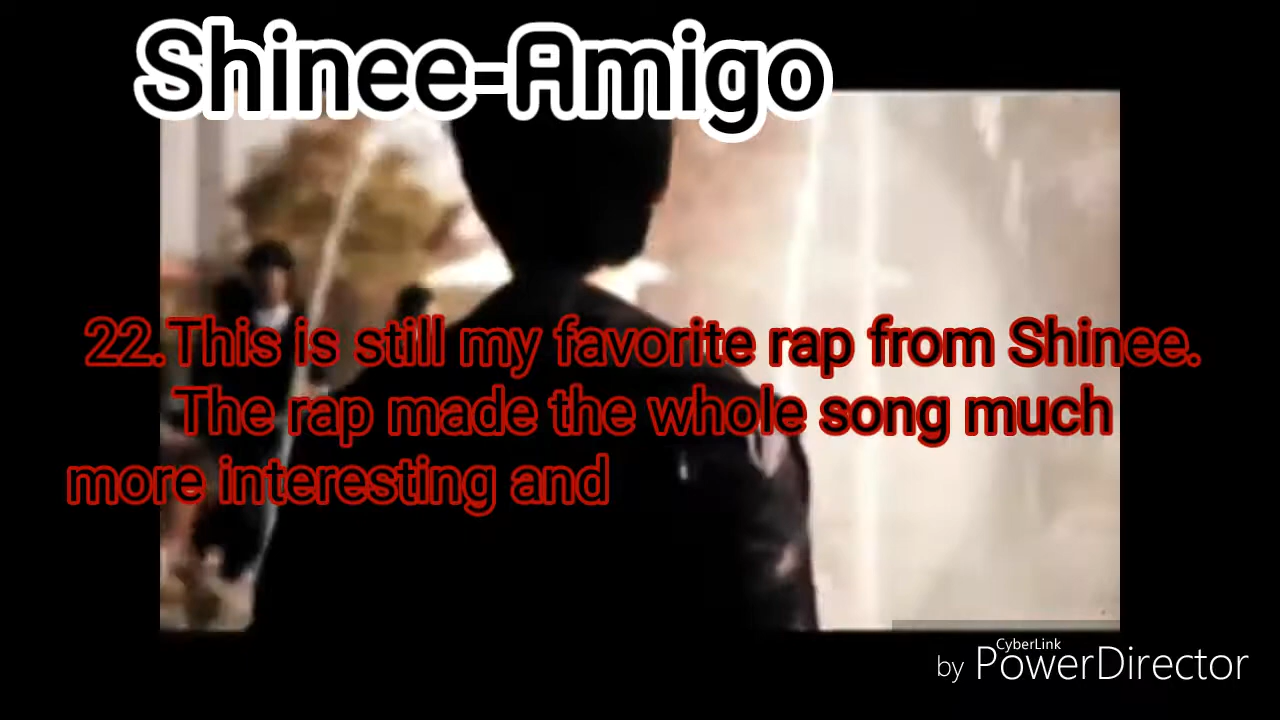 Shinee-Amigo
22.This is still my favorite rap from Shinee.
The rap made the whole song much
more interesting and
CyberLink
by PowerDirector